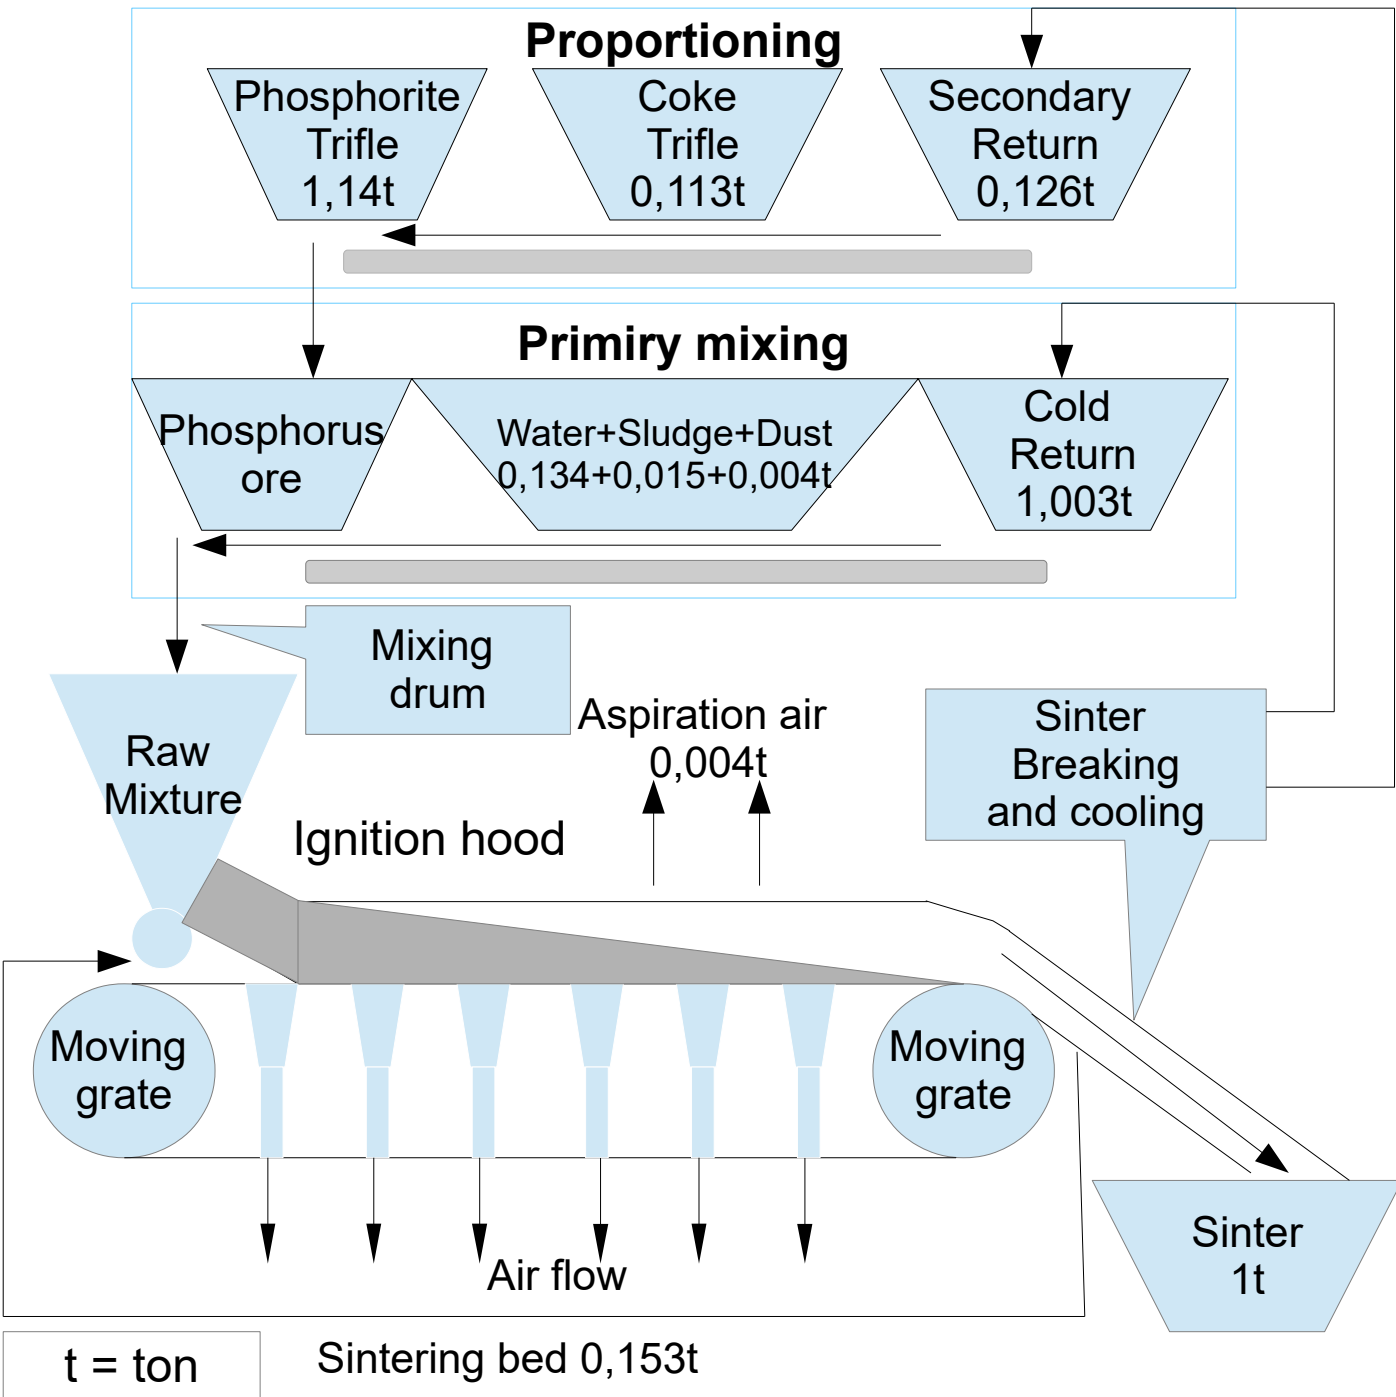 Proportioning
Phosphorite
Trifle
1,14t
Coke
Trifle
0,113t
Secondary
Return
0,126t
Primiry mixing
Phosphorus
ore
Water+Sludge+Dust
0,134+0,015+0,004t
Cold
Return
1,003t
Mixing
drum
Raw
Mixture
Aspiration air
0,004t
Sinter
Breaking
and cooling
Ignition hood
Moving
grate
Moving
grate
Air flow
Sinter
1t
t = ton
Sintering bed 0,153t